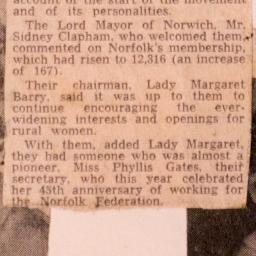 account of the start of the movement
and of its personalities.
The Lord Mayor of Norwich, Mr.
Sidney Clapham, who welcomed them,
commented on Norfolk's membership,
which had risen to 12,316 (an increase
of 167).
Their chairman, Lady Margaret
Barry, said it was up to them to
continue encouraging the ever-
widening interests and openings for
rural women.
With them, added Lady Margaret,
they had someone who was almost a
pioneer, Miss Phyllis Gates, their
secretary, who this year celebrated
her 45th anniversary of working for
the Norfolk Federation.